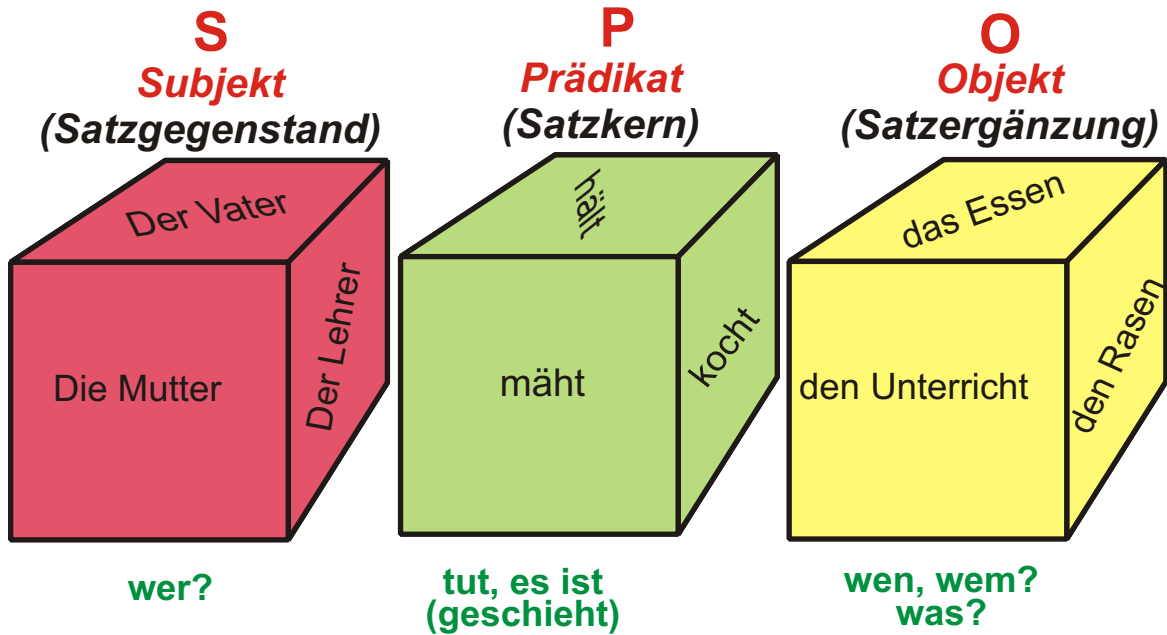 S
Subjekt
(Satzgegenstand)
P
Prädikat
(Satzkern)
O
Objekt
(Satzergänzung)
Der Vater
Die Mutter
Der Lehrer
hält
mäht
kocht
das Essen
den Unterricht
den Rasen
wer?
tut, es ist
(geschieht)
wen, wem?
was?